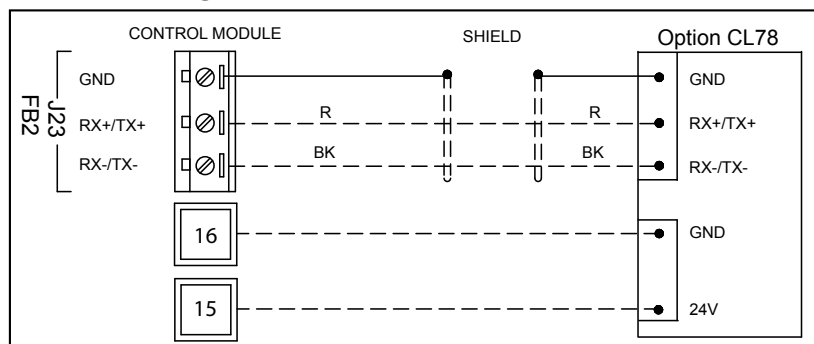 CONTROL MODULE SHIELD Option CL78
GND GND
J23
FB2
RX+/TX+ R R RX+/TX+
RX-/TX- BK BK RX-/TX-
16 GND
15 24V